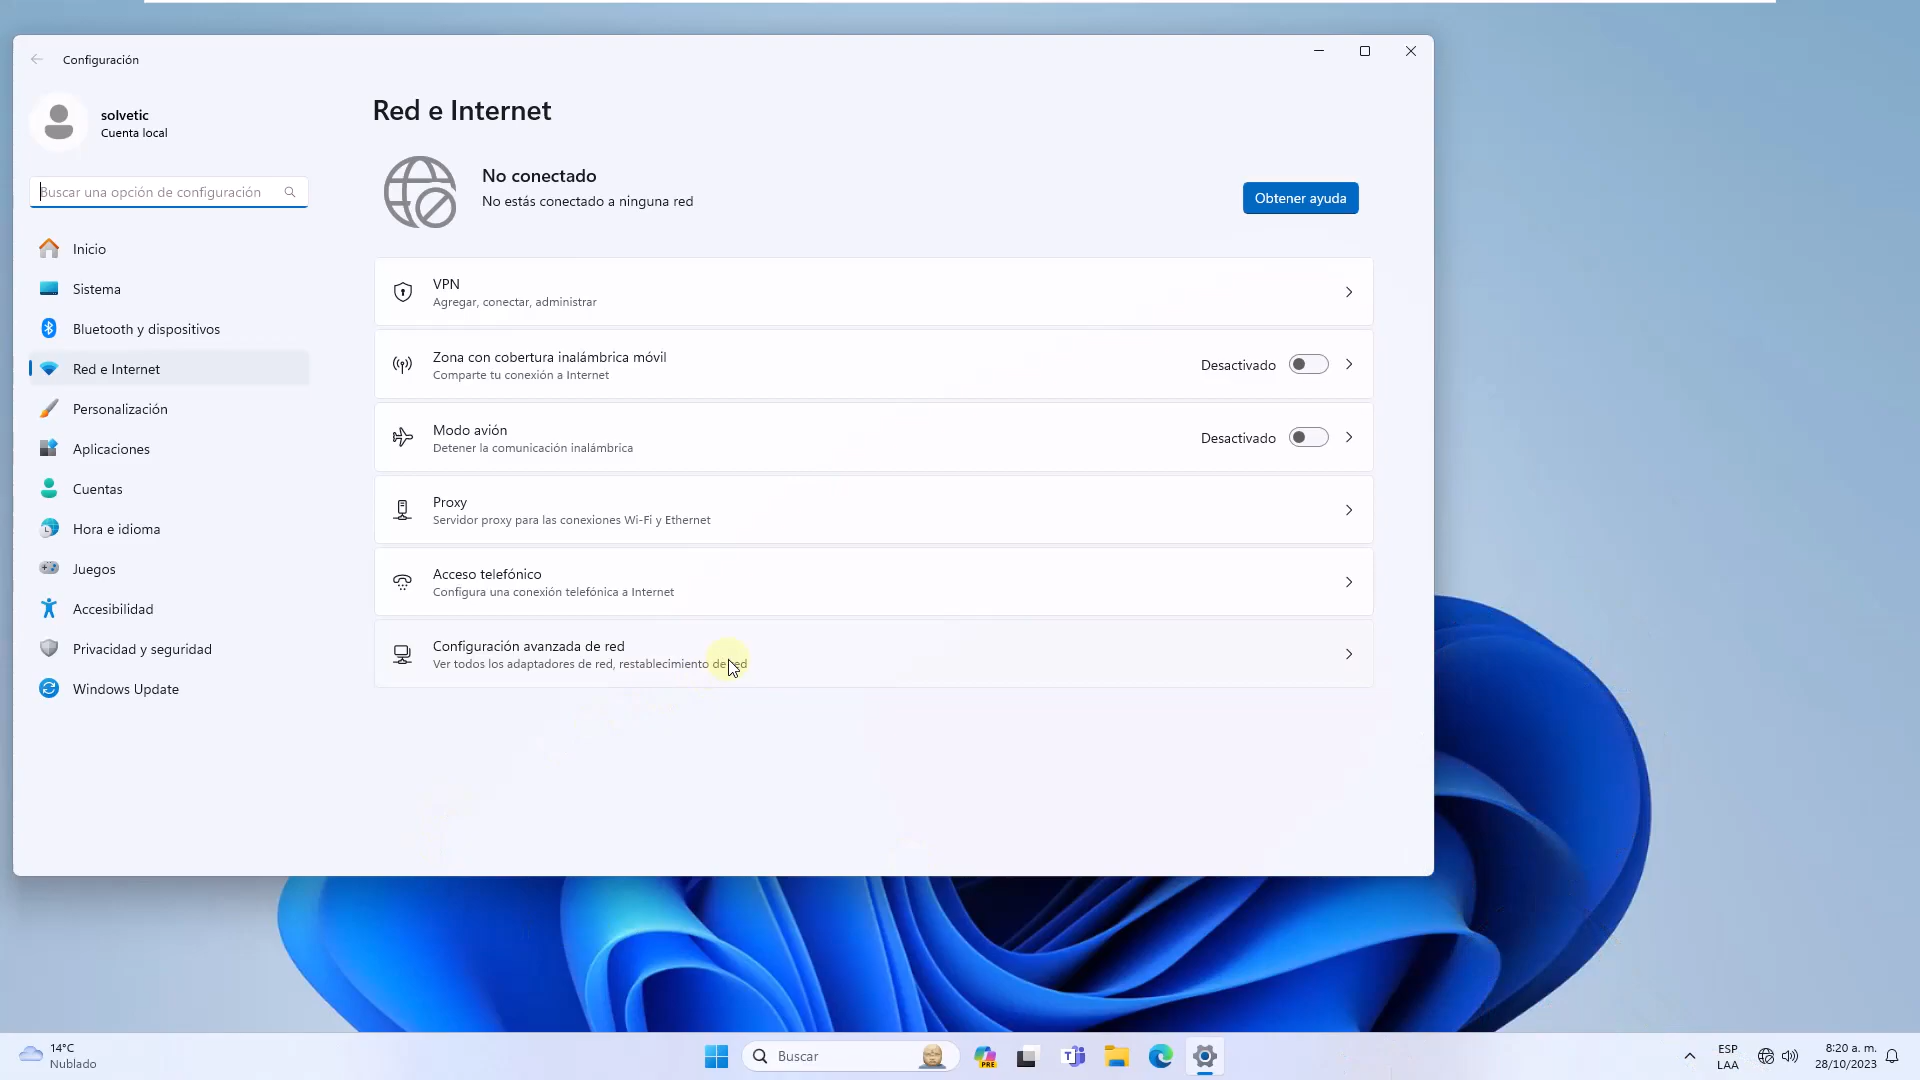 Configuración
solvetic
Cuenta local
Buscar una opción de configuración
Inicio
Sistema
Bluetooth y dispositivos
Red e Internet
Personalización
Aplicaciones
Cuentas
Hora e idioma
Juegos
Accesibilidad
Privacidad y seguridad
Windows Update
Red e Internet
No conectado
No estás conectado a ninguna red
Obtener ayuda
VPN
Agregar, conectar, administrar
Zona con cobertura inalámbrica móvil
Comparte tu conexión a Internet
Desactivado
Modo avión
Detener la comunicación inalámbrica
Desactivado
Proxy
Servidor proxy para las conexiones Wi-Fi y Ethernet
Acceso telefónico
Configura una conexión telefónica a Internet
Configuración avanzada de red
Ver todos los adaptadores de red, restablecimiento de red
14°C
Nublado
Buscar
PRE
ESP
LAA
8:20 a. m.
28/10/2023